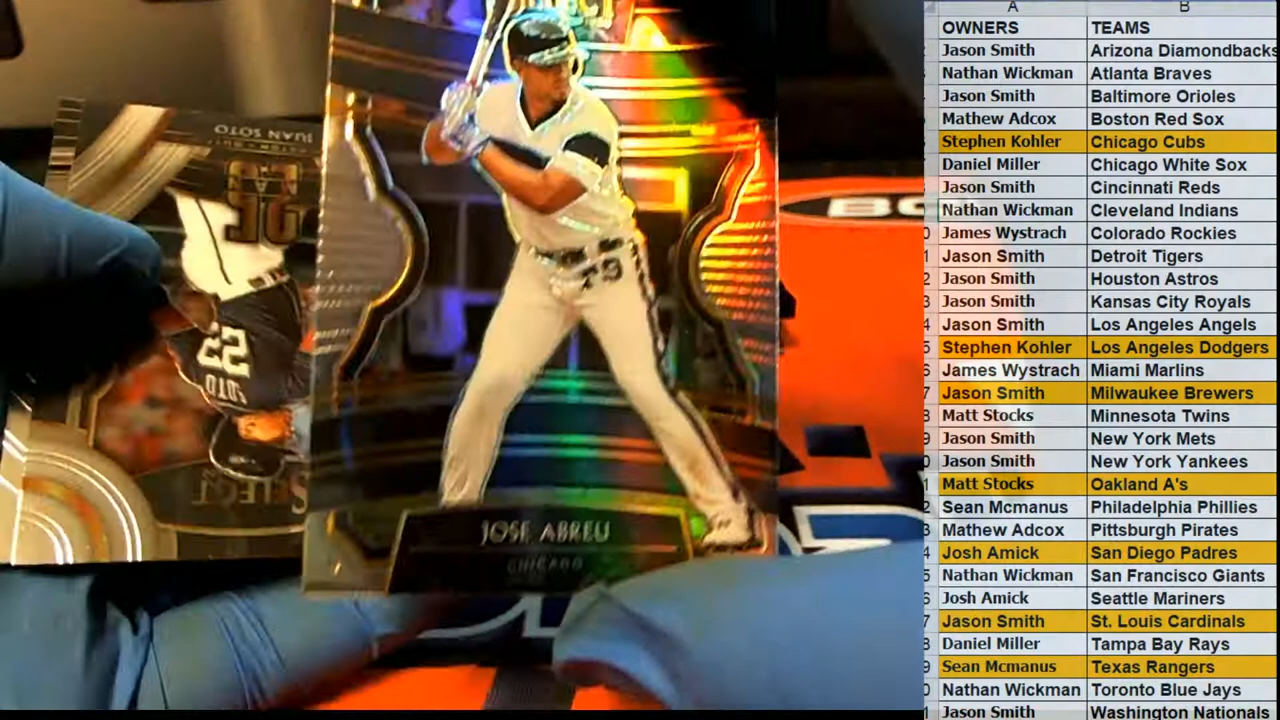 A B
OWNERS TEAMS
Jason Smith Arizona Diamondbacks
Nathan Wickman Atlanta Braves
Jason Smith Baltimore Orioles
Mathew Adcox Boston Red Sox
Stephen Kohler Chicago Cubs
Daniel Miller Chicago White Sox
Jason Smith Cincinnati Reds
Nathan Wickman Cleveland Indians
James Wystrach Colorado Rockies
Jason Smith Detroit Tigers
Jason Smith Houston Astros
Jason Smith Kansas City Royals
Jason Smith Los Angeles Angels
Stephen Kohler Los Angeles Dodgers
James Wystrach Miami Marlins
Jason Smith Milwaukee Brewers
Matt Stocks Minnesota Twins
Jason Smith New York Mets
Jason Smith New York Yankees
Matt Stocks Oakland A's
Sean Mcmanus Philadelphia Phillies
Mathew Adcox Pittsburgh Pirates
Josh Amick San Diego Padres
Nathan Wickman San Francisco Giants
Josh Amick Seattle Mariners
Jason Smith St. Louis Cardinals
Daniel Miller Tampa Bay Rays
Sean Mcmanus Texas Rangers
Nathan Wickman Toronto Blue Jays
Jason Smith Washington Nationals
JUAN SOTO
22
SOTO
SELECT
79
JOSE ABREU
CHICAGO